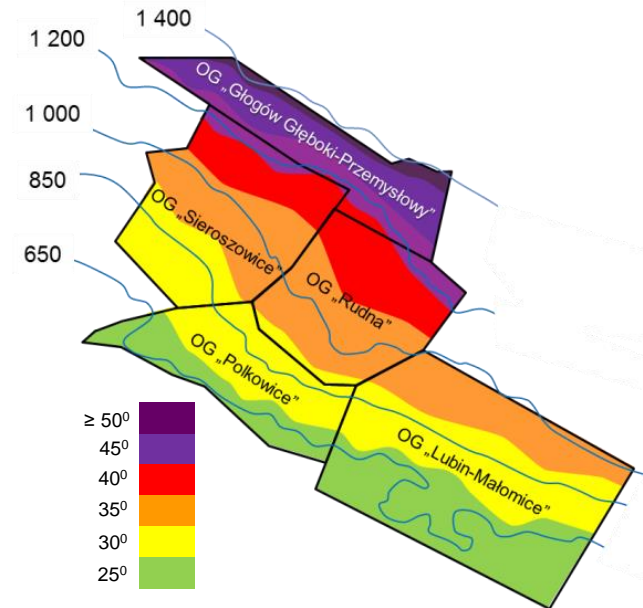 1 400
1 200
1 000
850
650
OG „Głogów Głęboki-Przemysłowy”
OG „Sieroszowice”
OG „Rudna”
OG „Polkowice”
OG „Lubin-Małomice”
≥ 50⁰
45⁰
40⁰
35⁰
30⁰
25⁰